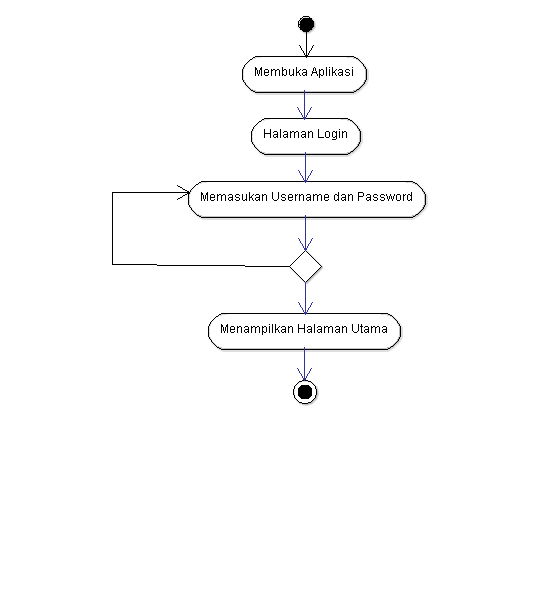 Membuka Aplikasi
Halaman Login
Memasukan Username dan Password
Menampilkan Halaman Utama